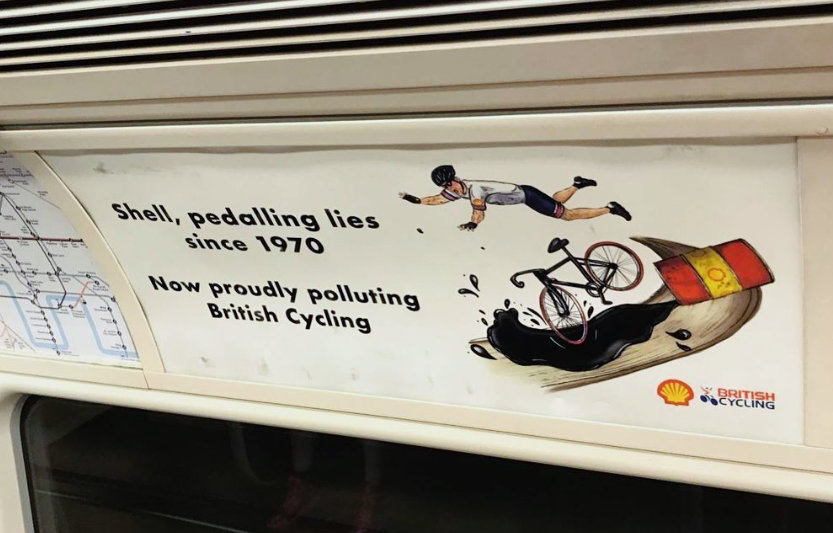 Shell, pedalling lies
since 1970
Now proudly polluting
British Cycling
BRITISH
CYCLING